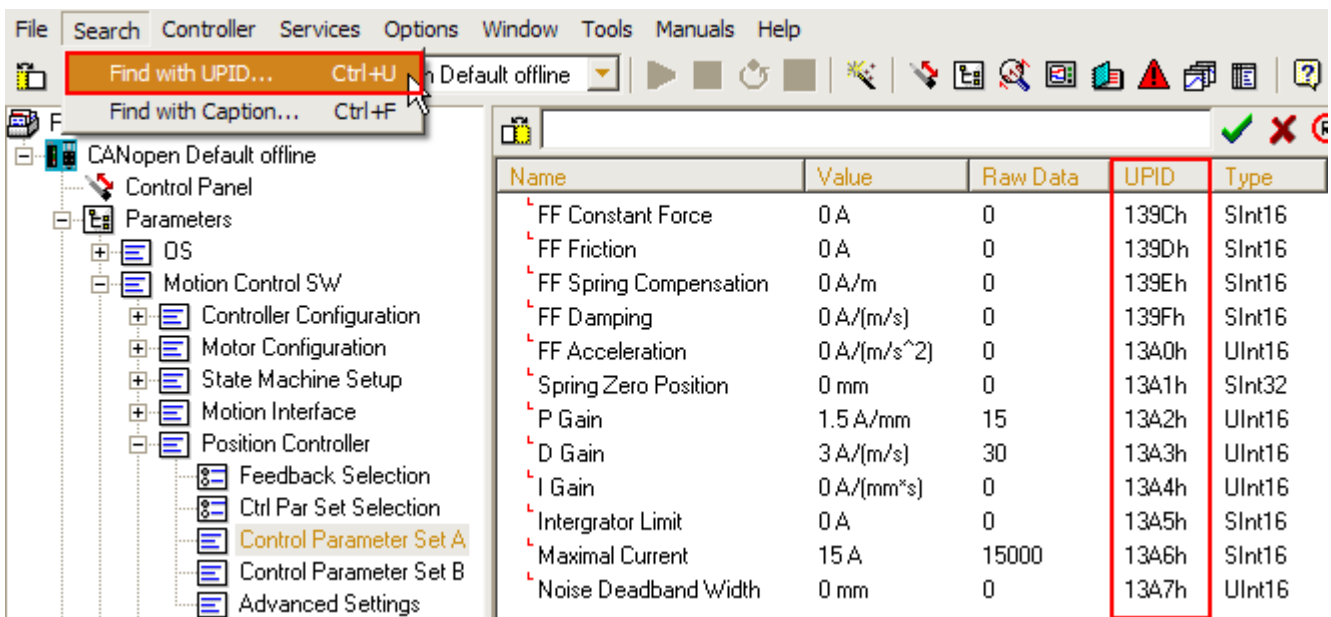 File Search Controller Services Options Window Tools Manuals Help
Find with UPID... Ctrl+U
Default offline
Find with Caption... Ctrl+F
F
CANopen Default offline
Control Panel
Parameters
OS
Motion Control SW
Controller Configuration
Motor Configuration
State Machine Setup
Motion Interface
Position Controller
Feedback Selection
Ctrl Par Set Selection
Control Parameter Set A
Control Parameter Set B
Advanced Settings
Name Value Raw Data UPID Type
FF Constant Force 0 A 0 139Ch SInt16
FF Friction 0 A 0 139Dh SInt16
FF Spring Compensation 0 A/m 0 139Eh SInt16
FF Damping 0 A/(m/s) 0 139Fh SInt16
FF Acceleration 0 A/(m/s^2) 0 13A0h UInt16
Spring Zero Position 0 mm 0 13A1h SInt32
P Gain 1.5 A/mm 15 13A2h UInt16
D Gain 3 A/(m/s) 30 13A3h UInt16
I Gain 0 A/(mm*s) 0 13A4h UInt16
Intergrator Limit 0 A 0 13A5h SInt16
Maximal Current 15 A 15000 13A6h SInt16
Noise Deadband Width 0 mm 0 13A7h UInt16